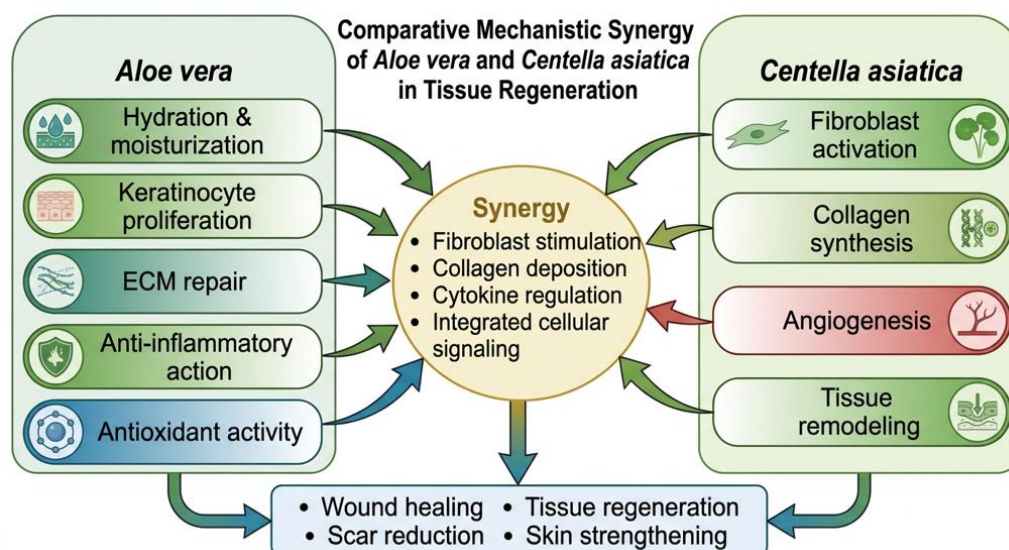 Comparative Mechanistic Synergy
of Aloe vera and Centella asiatica
in Tissue Regeneration
Aloe vera
Hydration &
moisturization
Keratinocyte
proliferation
ECM repair
Anti-inflammatory
action
Antioxidant activity
Synergy
• Fibroblast stimulation
• Collagen deposition
• Cytokine regulation
• Integrated cellular
signaling
Centella asiatica
Fibroblast
activation
Collagen
synthesis
Angiogenesis
Tissue
remodeling
• Wound healing • Tissue regeneration
• Scar reduction • Skin strengthening